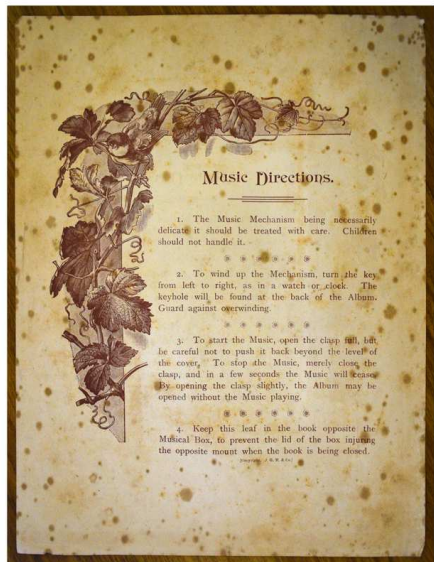 Music Directions.
1. The Music Mechanism being necessarily
delicate it should be treated with care. Children
should not handle it.
2. To wind up the Mechanism, turn the key
from left to right, as in a watch or clock. The
keyhole will be found at the back of the Album.
Guard against overwinding.
3. To start the Music, open the clasp full, but
be careful not to push it back beyond the level of
the cover. To stop the Music, merely close the
clasp, and in a few seconds the Music will cease.
By opening the clasp slightly, the Album may be
opened without the Music playing.
4. Keep this leaf in the book opposite the
Musical Box, to prevent the lid of the box injuring
the opposite mount when the book is being closed.